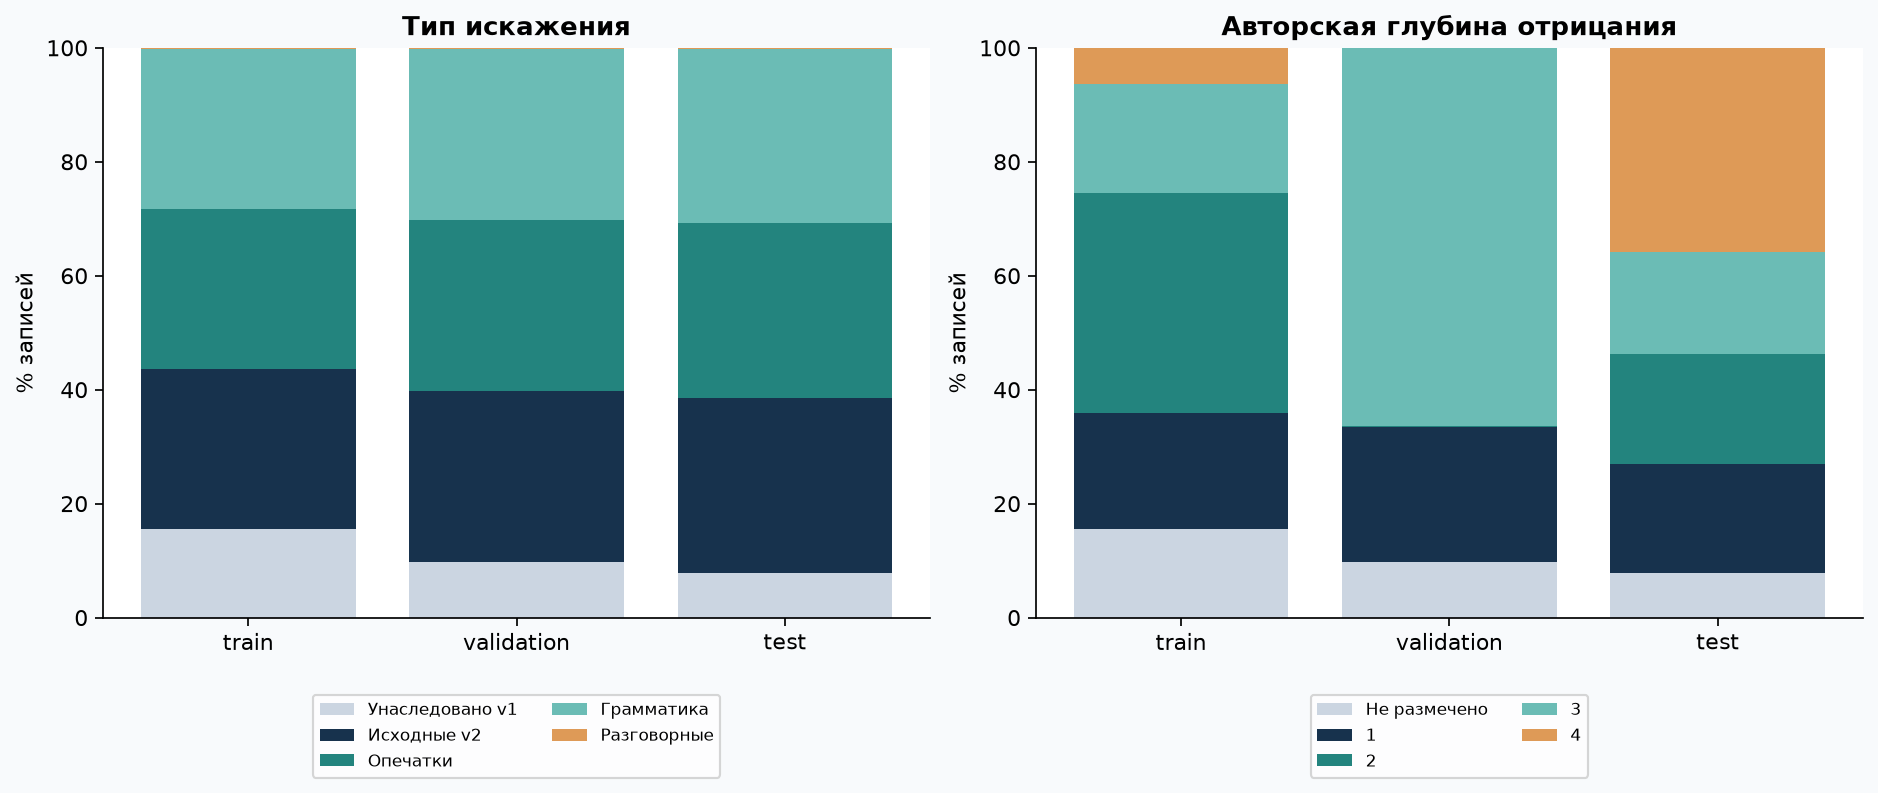 Тип искажения
% записей
100
80
60
40
20
0
train validation test
Унаследовано v1 Грамматика
Исходные v2 Разговорные
Опечатки
Авторская глубина отрицания
% записей
100
80
60
40
20
0
train validation test
Не размечено 3
1 4
2